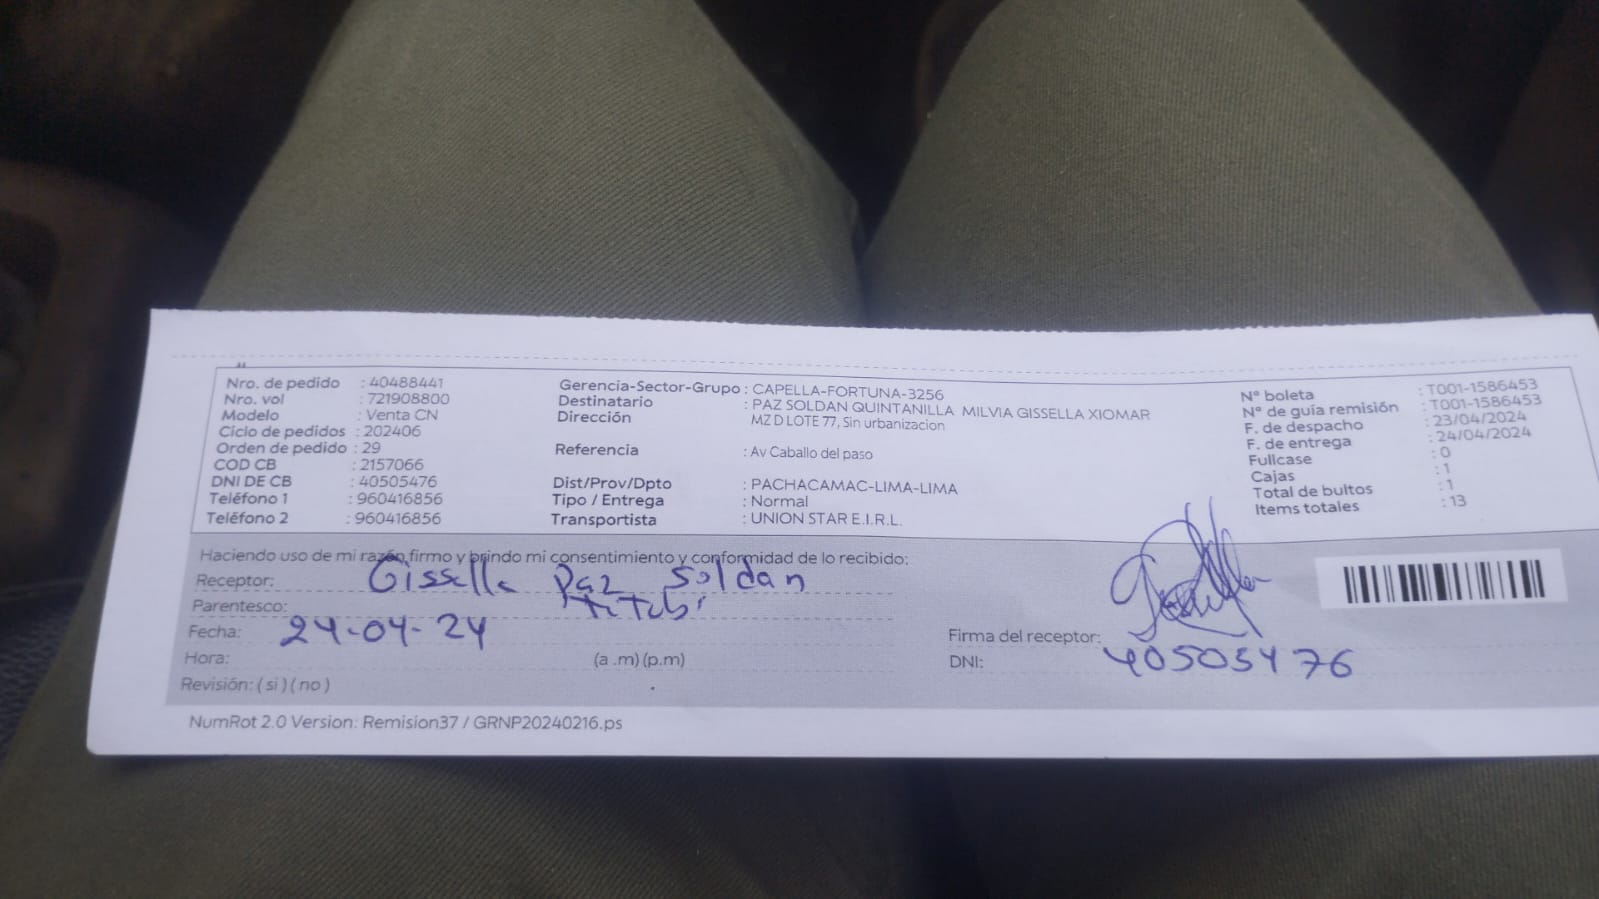 Nro. de pedido : 40488441
Nro. vol : 721908800
Modelo : Venta CN
Ciclo de pedidos : 202406
Orden de pedido : 29
COD CB : 2157066
DNI DE CB : 40505476
Teléfono 1 : 960416856
Teléfono 2 : 960416856
Gerencia-Sector-Grupo : CAPELLA-FORTUNA-3256
Destinatario : PAZ SOLDAN QUINTANILLA MILVIA GISSELLA XIOMAR
Dirección MZ D LOTE 77, Sin urbanizacion
Referencia : Av Caballo del paso
Dist/Prov/Dpto : PACHACAMAC-LIMA-LIMA
Tipo / Entrega : Normal
Transportista : UNION STAR E.I.R.L.
N° boleta : T001-1586453
N° de guía remisión : T001-1586453
F. de despacho : 23/04/2024
F. de entrega : 24/04/2024
Fullcase : 0
Cajas : 1
Total de bultos : 1
Items totales : 13
Haciendo uso de mi razón,firmo y brindo mi consentimiento y conformidad de lo recibido:
Receptor: Gissella Paz Soldan
Parentesco:
Fecha: 24-04-24
Hora: (a .m) (p.m)
Revisión: ( si ) ( no )
Firma del receptor:
DNI: 40505476
NumRot 2.0 Version: Remision37 / GRNP20240216.ps